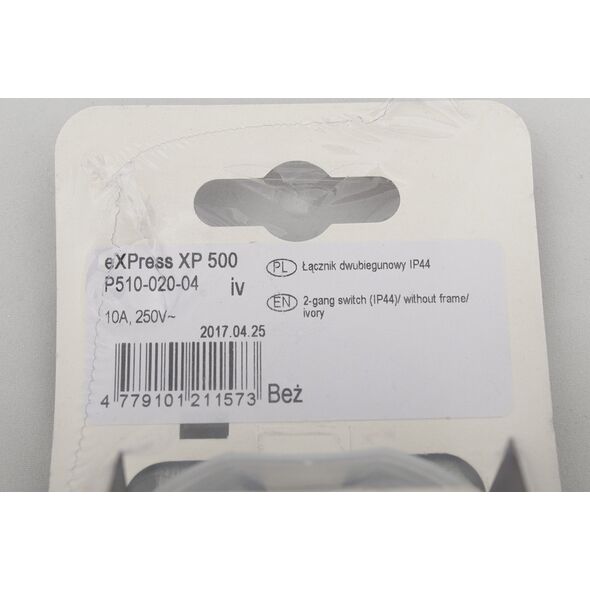 eXPress XP 500
P510-020-04 iv
10A, 250V~
2017.04.25
4 779101 211573
Beż
PL Łącznik dwubiegunowy IP44
EN 2-gang switch (IP44)/ without frame/
ivory